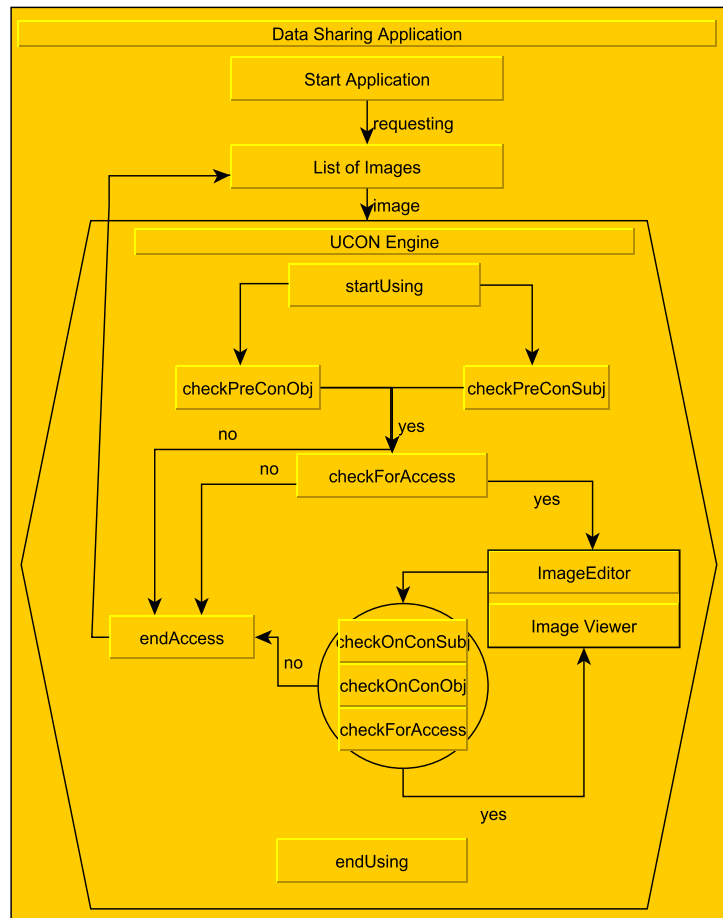 Data Sharing Application
Start Application
requesting
List of Images
image
UCON Engine
startUsing
checkPreConObj
checkPreConSubj
no
yes
no
checkForAccess
yes
ImageEditor
Image Viewer
endAccess
no
checkOnConSubj
checkOnConObj
checkForAccess
yes
endUsing